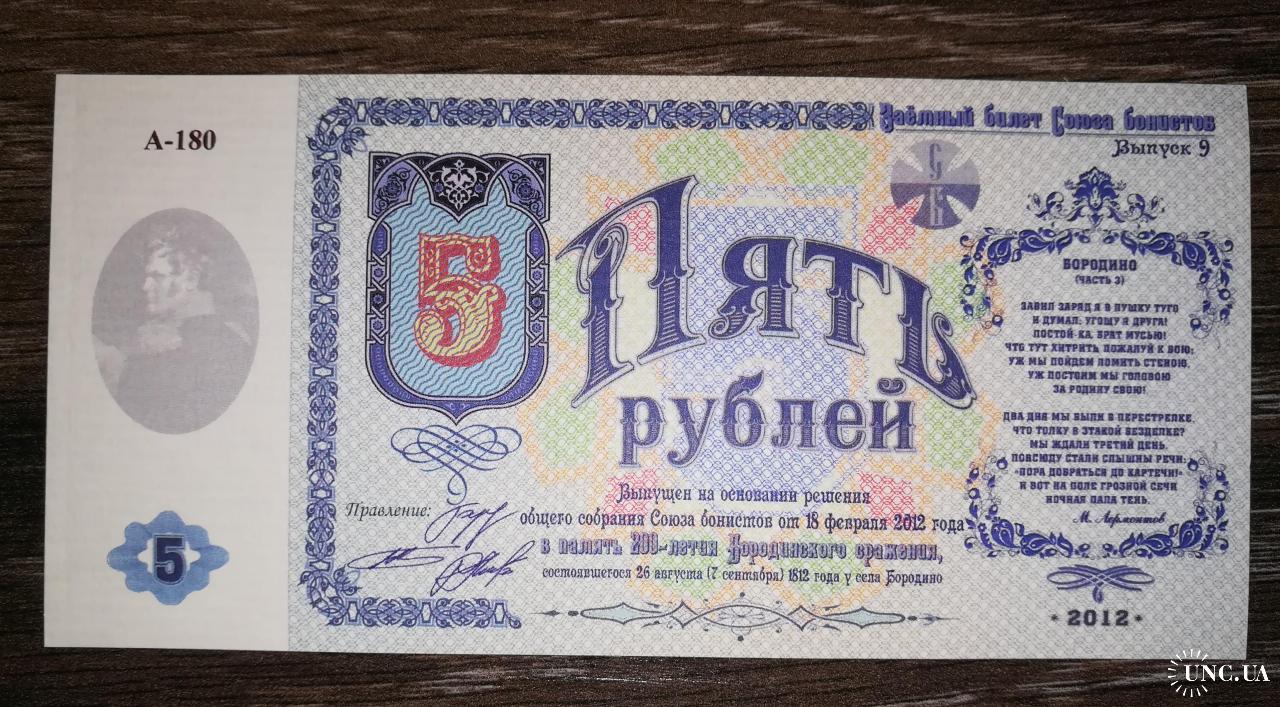 А-180
5
Заёмный билет Союза бонистов
Выпуск 9
С
Б
5
Пять
рублей
Правление:
Выпущен на основании решения
общего собрания Союза бонистов от 18 февраля 2012 года
в память 200-летия Бородинского сражения,
состоявшегося 26 августа (7 сентября) 1812 года у села Бородино
БОРОДИНО
(ЧАСТЬ 3)
ЗАБИЛ ЗАРЯД Я В ПУШКУ ТУГО
И ДУМАЛ: УГОЩУ Я ДРУГА!
ПОСТОЙ-КА, БРАТ МУСЬЮ!
ЧТО ТУТ ХИТРИТЬ, ПОЖАЛУЙ К БОЮ;
УЖ МЫ ПОЙДЕМ ЛОМИТЬ СТЕНОЮ,
УЖ ПОСТОИМ МЫ ГОЛОВОЮ
ЗА РОДИНУ СВОЮ!
ДВА ДНЯ МЫ БЫЛИ В ПЕРЕСТРЕЛКЕ.
ЧТО ТОЛКУ В ЭТАКОЙ БЕЗДЕЛКЕ?
МЫ ЖДАЛИ ТРЕТИЙ ДЕНЬ.
ПОВСЮДУ СТАЛИ СЛЫШНЫ РЕЧИ:
«ПОРА ДОБРАТЬСЯ ДО КАРТЕЧИ!»
И ВОТ НА ПОЛЕ ГРОЗНОЙ СЕЧИ
НОЧНАЯ ПАЛА ТЕНЬ.
М. Лермонтов
• 2012 •
UNC.UA